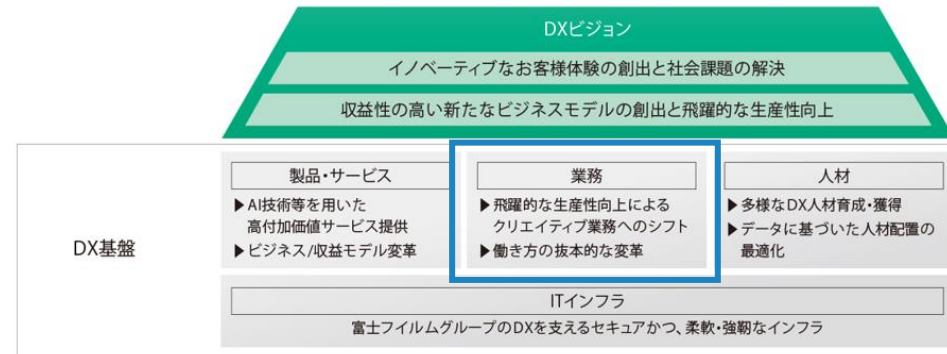 DXビジョン
イノベーティブなお客様体験の創出と社会課題の解決
収益性の高い新たなビジネスモデルの創出と飛躍的な生産性向上
DX基盤
製品・サービス
▶AI技術等を用いた
高付加価値サービス提供
▶ビジネス/収益モデル変革
業務
▶飛躍的な生産性向上による
クリエイティブ業務へのシフト
▶働き方の抜本的な変革
人材
▶多様なDX人材育成・獲得
▶データに基づいた人材配置の
最適化
ITインフラ
富士フイルムグループのDXを支えるセキュアかつ、柔軟・強靭なインフラ